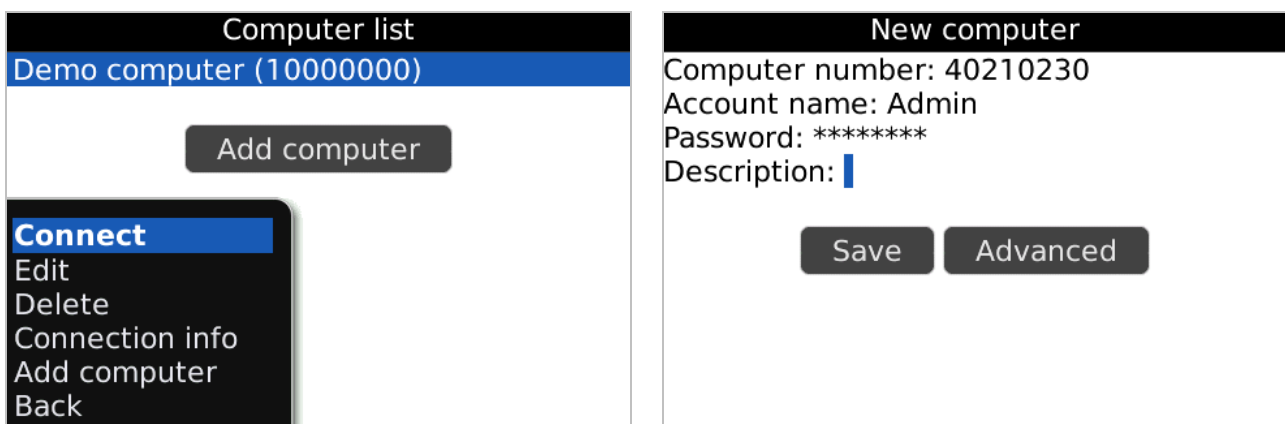 Computer list
Demo computer (10000000)
Add computer
Connect
Edit
Delete
Connection info
Add computer
Back
New computer
Computer number: 40210230
Account name: Admin
Password: ********
Description:
Save Advanced